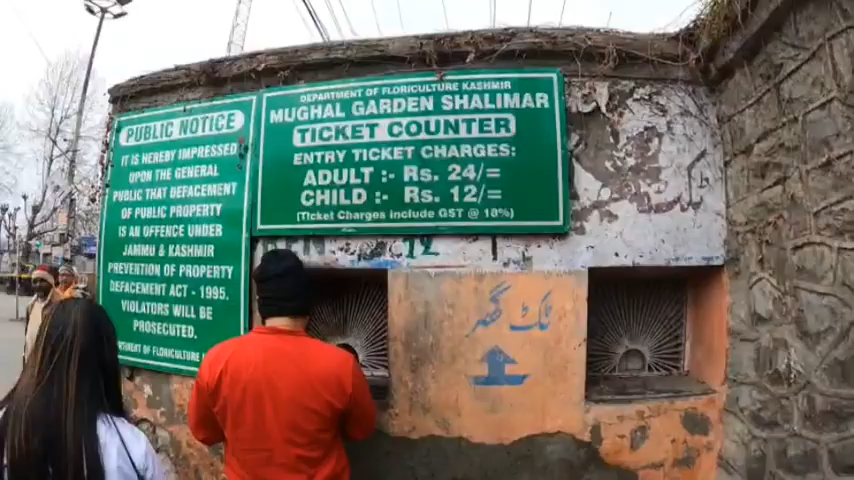 PUBLIC NOTICE
IT IS HEREBY IMPRESSED
UPON THE GENERAL
PUBLIC THAT DEFACEMENT
OF PUBLIC PROPERTY
IS AN OFFENCE UNDER
JAMMU & KASHMIR
PREVENTION OF PROPERTY
DEFACEMENT ACT - 1995.
VIOLATORS WILL BE
PROSECUTED.
DEPARTMENT OF FLORICULTURE
DEPARTMENT OF FLORICULTURE KASHMIR
MUGHAL GARDEN SHALIMAR
TICKET COUNTER
ENTRY TICKET CHARGES:
ADULT :- RS. 24/=
CHILD :- RS. 12/=
(Ticket Charges include GST @ 18%)
12
ٹکٹ گھر